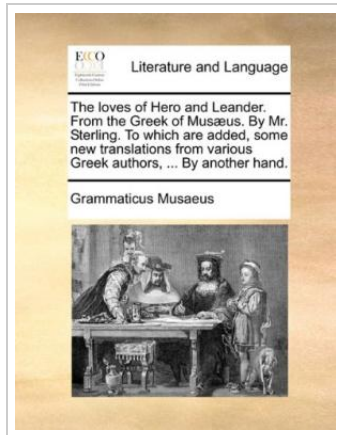 ECCO
Literature and Language
The loves of Hero and Leander.
From the Greek of Musæus. By Mr.
Sterling. To which are added, some
new translations from various
Greek authors, ... By another hand.
Grammaticus Musaeus